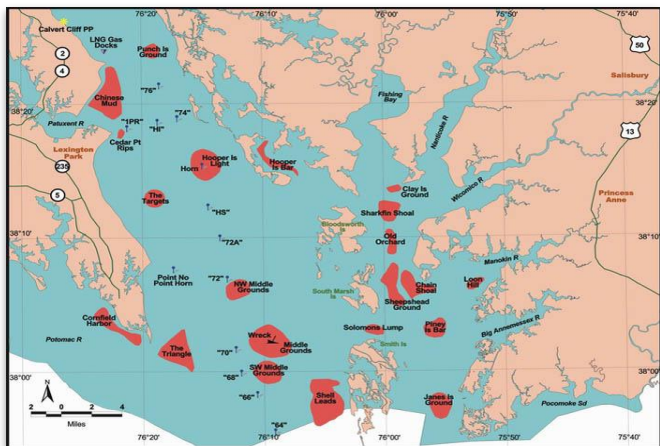 76°20'
76°10'
76°00'
75°50'
75°40'
Calvert Cliff PP
LNG Gas
Docks
Punch Is
Ground
50
2
4
Salisbury
"76"
Chinese
Mud
Fishing
Bay
38°20'
38°20'
"74"
Patuxent R
"1PR"
"HI"
Nanticoke R
13
Cedar Pt
Rips
Lexington
Park
235
Hooper Is
Light
Horn
Hooper
Is Bar
5
The
Targets
Clay Is
Ground
Wicomico R
Princess
Anne
"HS"
Sharkfin Shoal
Bloodsworth
Is
"72A"
Old
Orchard
38°10'
38°10'
Manokin R
Point No
Point Horn
"72"
NW Middle
Grounds
South Marsh
Is
Chain
Shoal
Loon
Hill
Sheepshead
Ground
Cornfield
Harbor
Solomons Lump
Piney
Is Bar
Big Annemessex R
Potomac R
Wreck
Middle
Grounds
The
Triangle
"70"
Smith Is
38°00'
38°00'
"68"
SW Middle
Grounds
N
"66"
Shell
Leads
Janes Is
Ground
Pocomoke Sd
2 0 2 4
Miles
"64"
76°20'
76°10'
76°00'
75°50'
75°40'